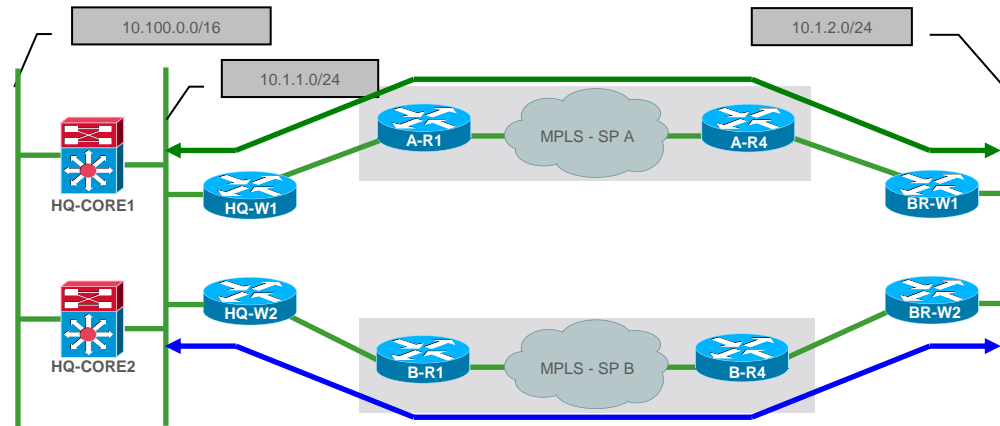 10.100.0.0/16
10.1.2.0/24
10.1.1.0/24
A-R1
MPLS - SP A
A-R4
HQ-CORE1
HQ-W1
BR-W1
HQ-W2
BR-W2
HQ-CORE2
B-R1
MPLS - SP B
B-R4